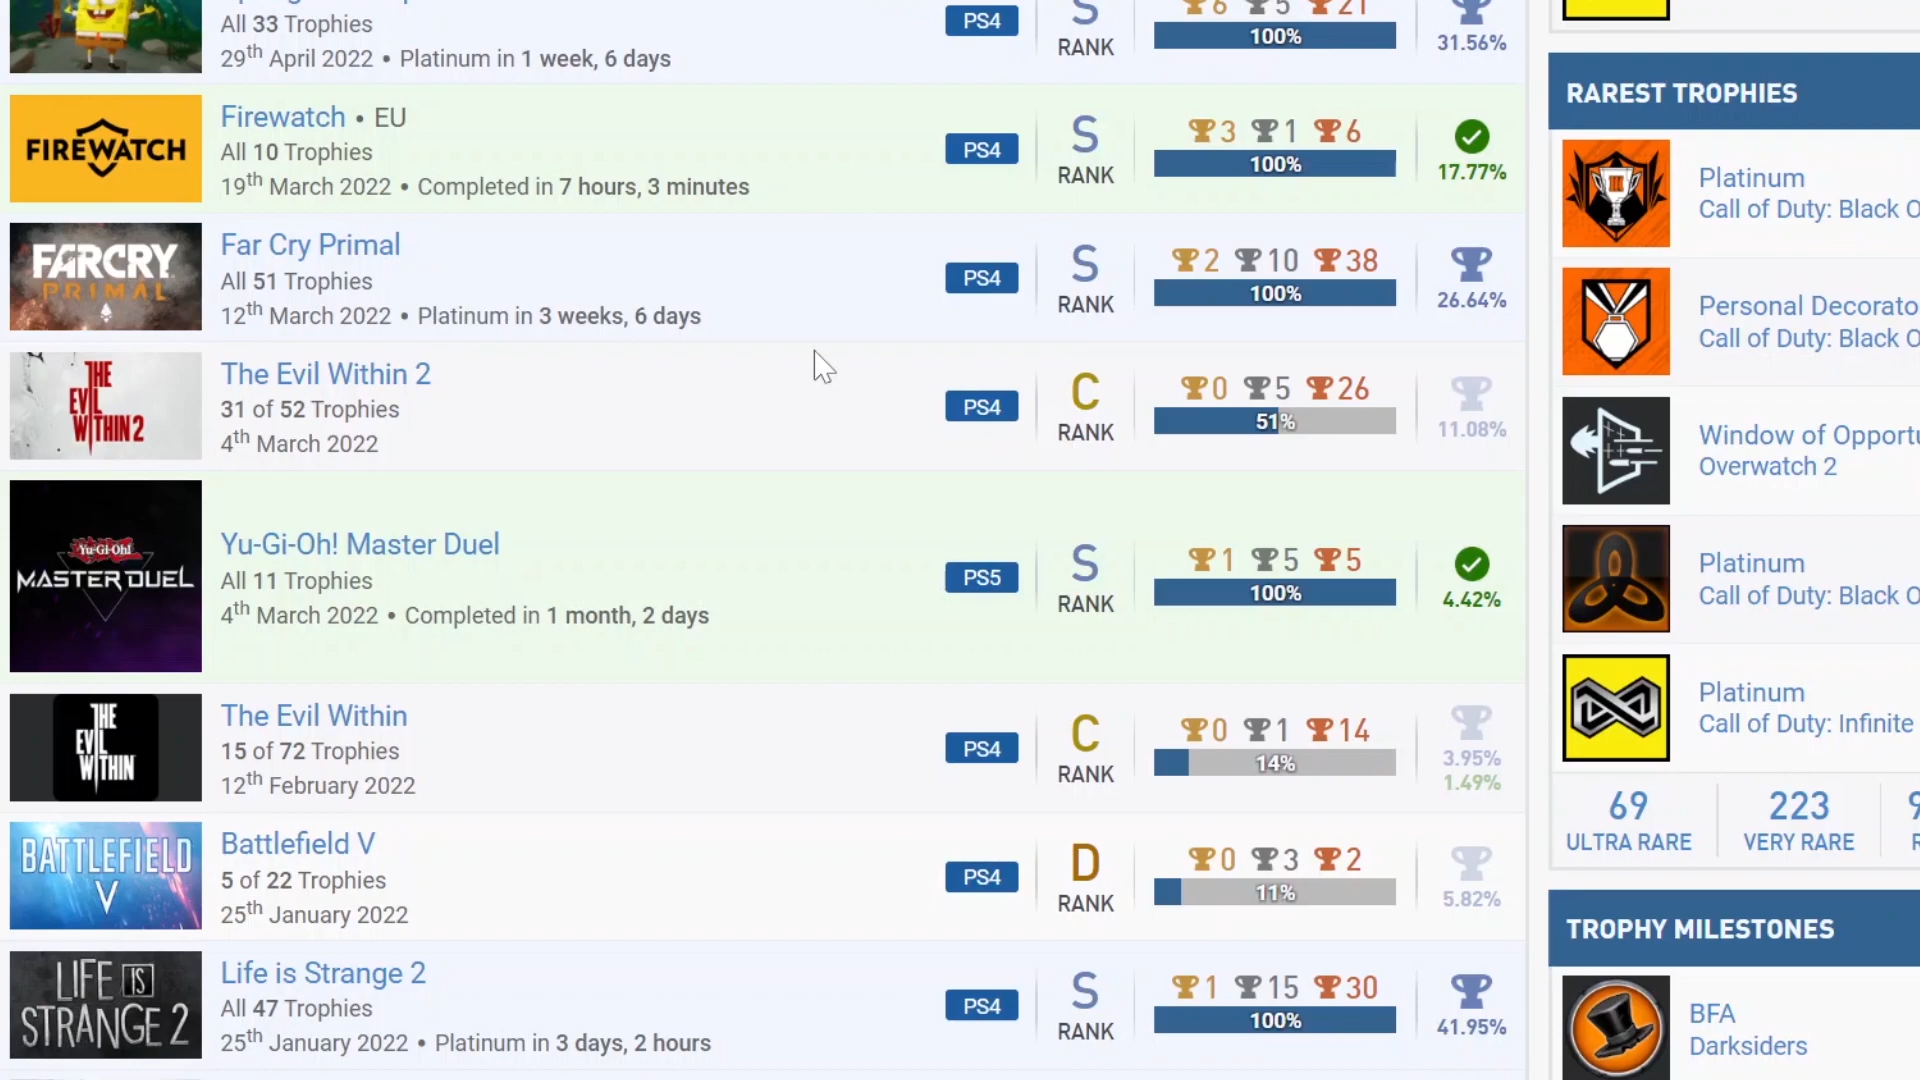 6 5 21
All 33 Trophies
29th April 2022 • Platinum in 1 week, 6 days
PS4
S
RANK
100%
31.56%
FIREWATCH
Firewatch • EU
All 10 Trophies
19th March 2022 • Completed in 7 hours, 3 minutes
PS4
S
RANK
3 1 6
100%
17.77%
FARCRY
PRIMAL
Far Cry Primal
All 51 Trophies
12th March 2022 • Platinum in 3 weeks, 6 days
PS4
S
RANK
2 10 38
100%
26.64%
THE
EVIL
WITHIN 2
The Evil Within 2
31 of 52 Trophies
4th March 2022
PS4
C
RANK
0 5 26
51%
11.08%
Yu-Gi-Oh!
MASTER DUEL
Yu-Gi-Oh! Master Duel
All 11 Trophies
4th March 2022 • Completed in 1 month, 2 days
PS5
S
RANK
1 5 5
100%
4.42%
THE
EVIL
WITHIN
The Evil Within
15 of 72 Trophies
12th February 2022
PS4
C
RANK
0 1 14
14%
3.95%
1.49%
BATTLEFIELD
V
Battlefield V
5 of 22 Trophies
25th January 2022
PS4
D
RANK
0 3 2
11%
5.82%
LIFE IS
STRANGE 2
Life is Strange 2
All 47 Trophies
25th January 2022 • Platinum in 3 days, 2 hours
PS4
S
RANK
1 15 30
100%
41.95%
RAREST TROPHIES
Platinum
Call of Duty: Black O
Personal Decorato
Call of Duty: Black O
Window of Opportu
Overwatch 2
Platinum
Call of Duty: Black O
Platinum
Call of Duty: Infinite
69 223
ULTRA RARE VERY RARE
TROPHY MILESTONES
BFA
Darksiders